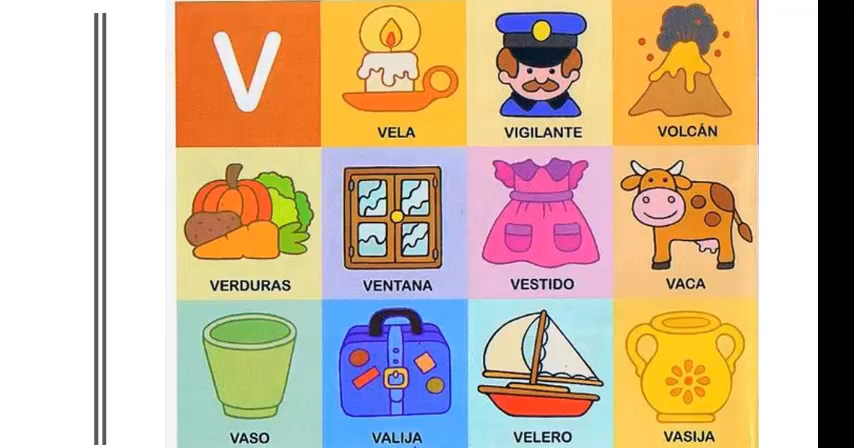 V
VELA
VIGILANTE
VOLCÁN
VERDURAS
VENTANA
VESTIDO
VACA
VASO
VALIJA
VELERO
VASIJA